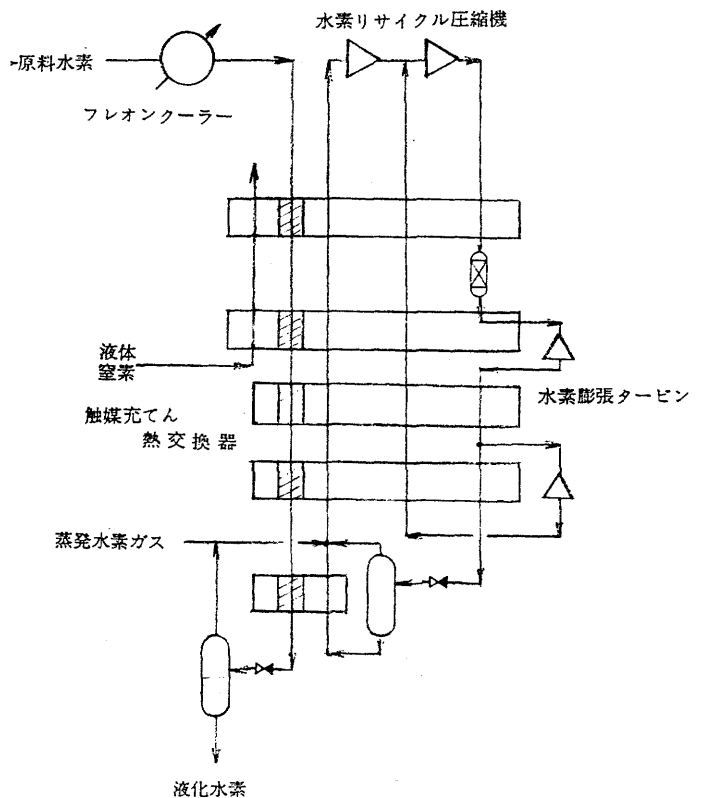 水素リサイクル圧縮機
原料水素
フレオンクーラー
液体
窒素
水素膨張タービン
触媒充てん
熱交換器
蒸発水素ガス
液化水素